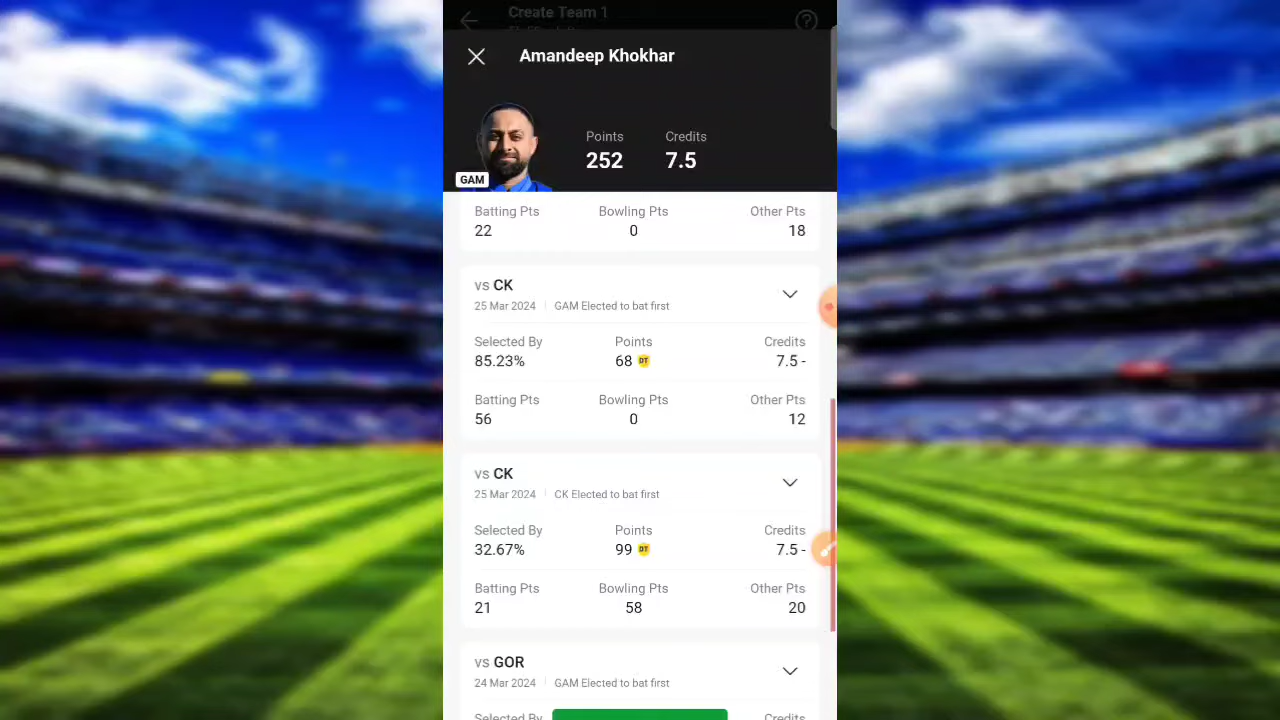 Create Team 1
Amandeep Khokhar
Points Credits
252 7.5
GAM
Batting Pts Bowling Pts Other Pts
22 0 18
vs CK
25 Mar 2024 GAM Elected to bat first
Selected By Points Credits
85.23% 68 DT 7.5 -
Batting Pts Bowling Pts Other Pts
56 0 12
vs CK
25 Mar 2024 CK Elected to bat first
Selected By Points Credits
32.67% 99 DT 7.5 -
Batting Pts Bowling Pts Other Pts
21 58 20
vs GOR
24 Mar 2024 GAM Elected to bat first
Selected By Credits